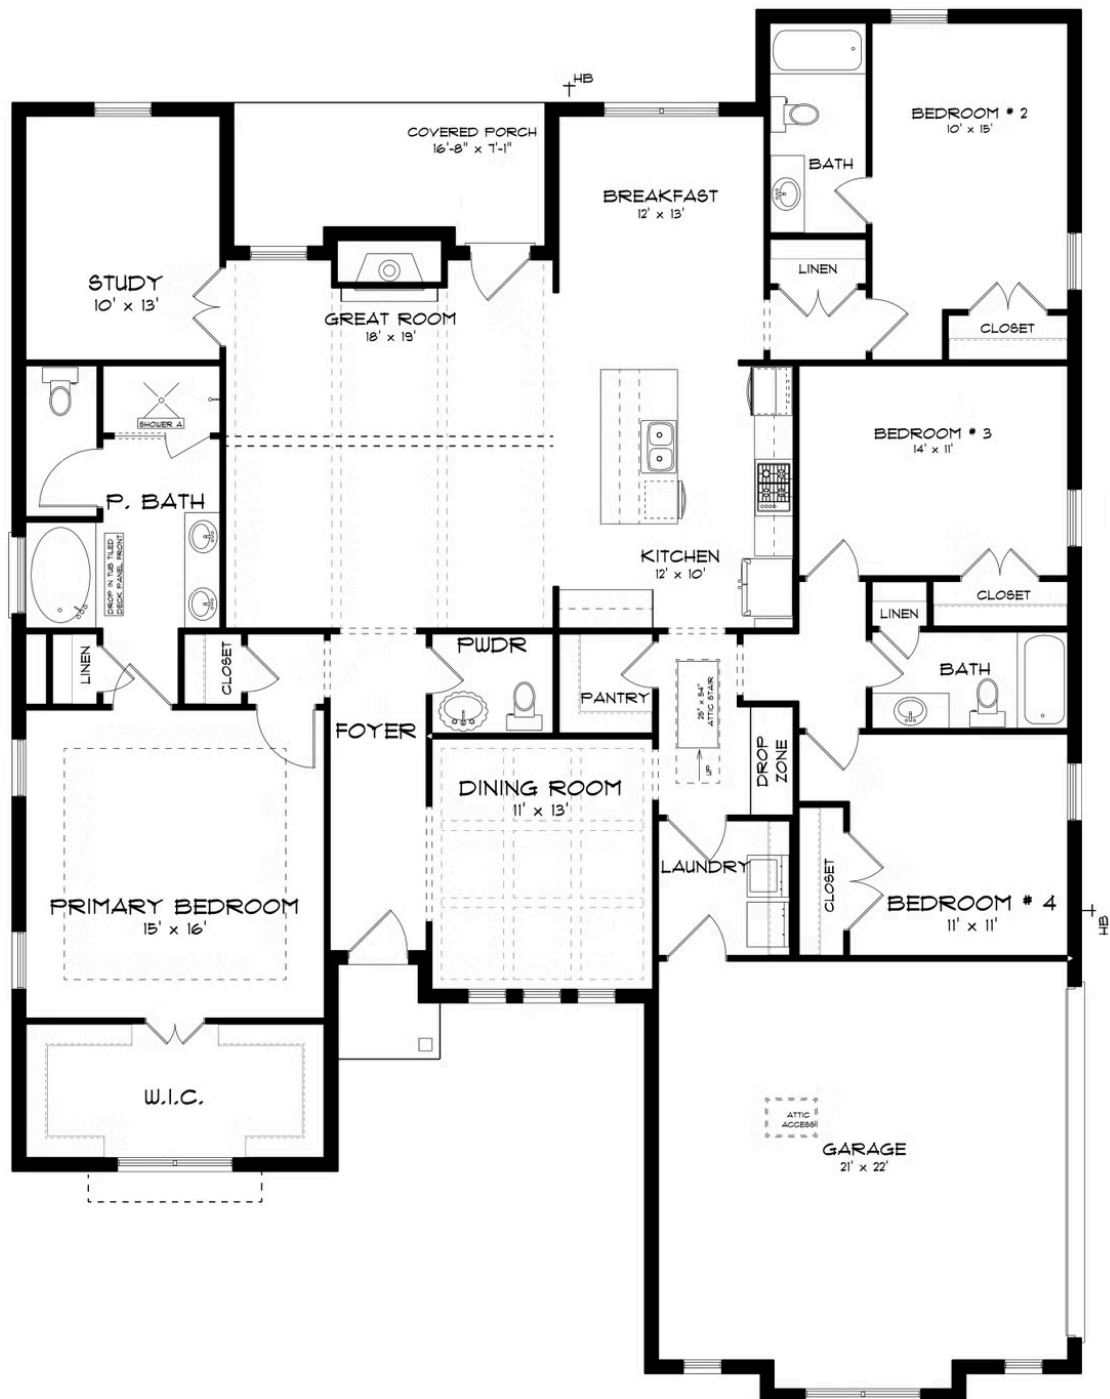 HB
COVERED PORCH
16'-8" x 7'-1"
BATH
BEDROOM # 2
10' x 15'
BREAKFAST
12' x 13'
STUDY
10' x 13'
LINEN
GREAT ROOM
18' x 19'
CLOSET
SHOWER A
BEDROOM # 3
14' x 11'
P. BATH
DROP IN TUB TILED
DECK PANEL FRONT
KITCHEN
12' x 10'
CLOSET
LINEN
LINEN
CLOSET
PWDR
PANTRY
25" x 54"
ATTIC STAIR
UP
BATH
FOYER
DROP
ZONE
DINING ROOM
11' x 13'
LAUNDRY
CLOSET
PRIMARY BEDROOM
15' x 16'
BEDROOM # 4
11' x 11'
HB
W.I.C.
ATTIC
ACCESS
GARAGE
21' x 22'